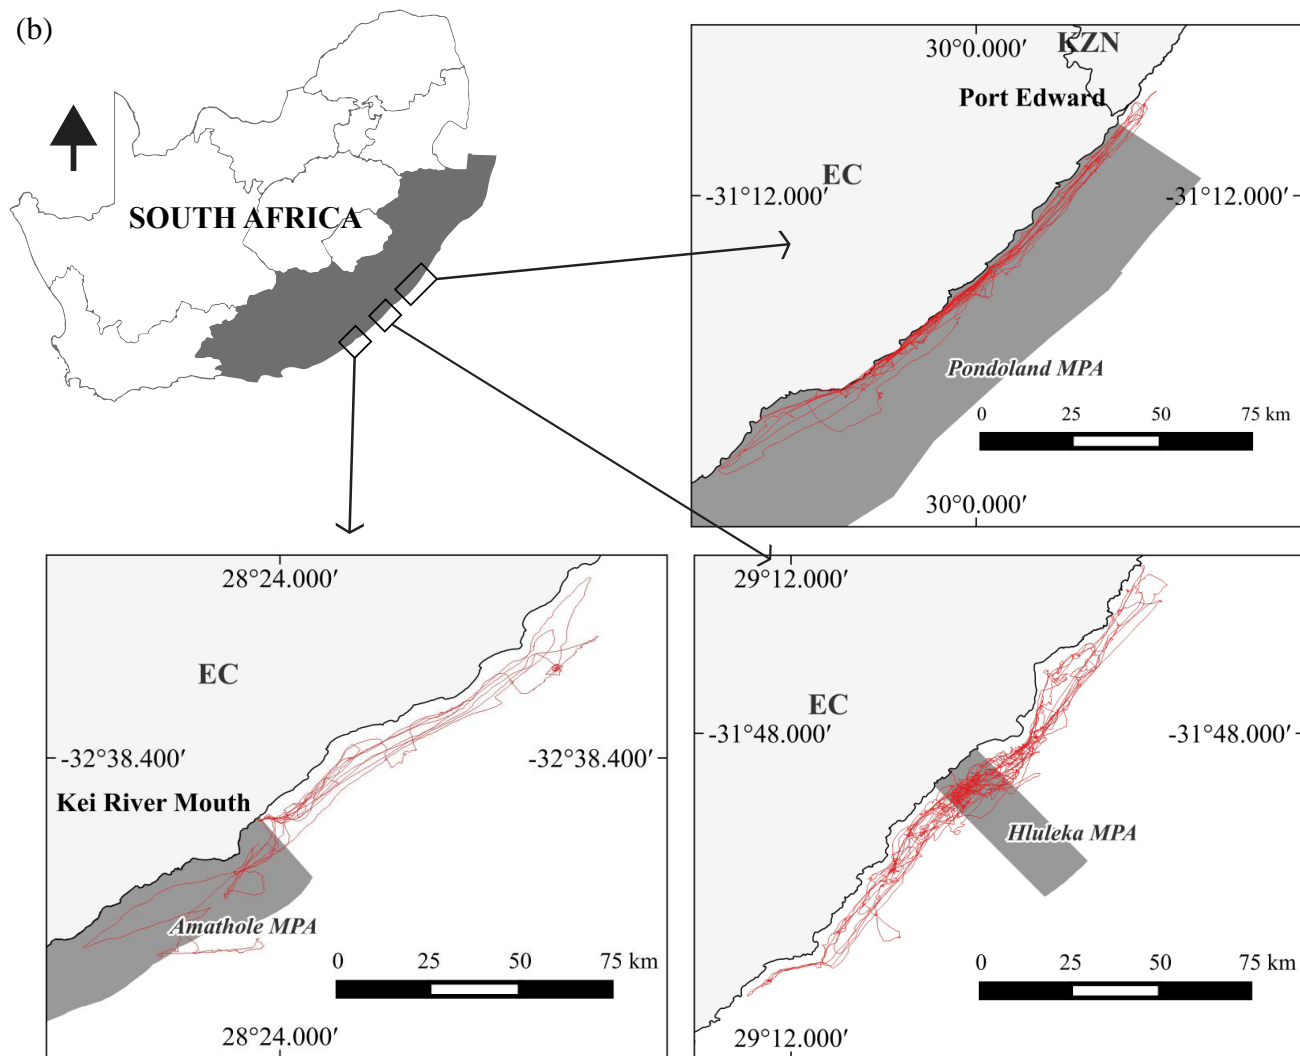 (b)
SOUTH AFRICA
30°0.000′
KZN
Port Edward
EC
-31°12.000′
-31°12.000′
Pondoland MPA
0 25 50 75 km
30°0.000′
28°24.000′
EC
-32°38.400′
-32°38.400′
Kei River Mouth
Amathole MPA
0 25 50 75 km
28°24.000′
29°12.000′
EC
-31°48.000′
-31°48.000′
Hluleka MPA
0 25 50 75 km
29°12.000′